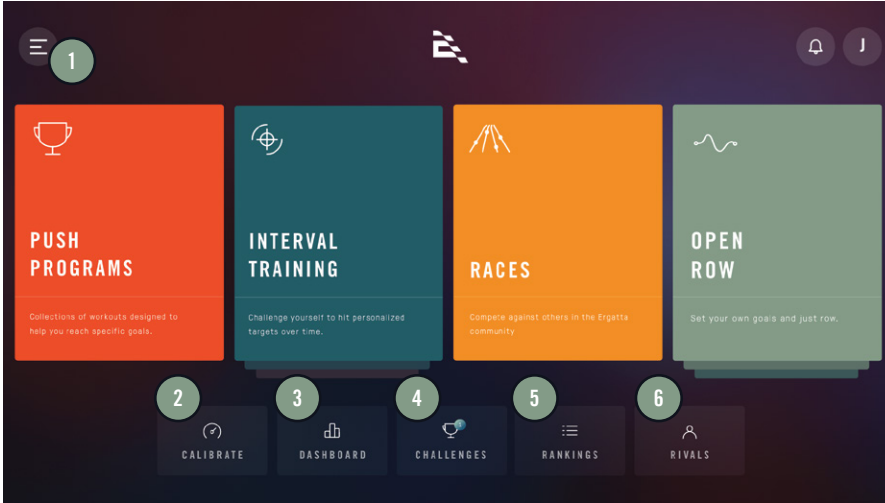 1
J
PUSH
PROGRAMS
Collections of workouts designed to
help you reach specific goals.
INTERVAL
TRAINING
Challenge yourself to hit personalized
targets over time.
RACES
Compete against others in the Ergatta
community
OPEN
ROW
Set your own goals and just row.
2
3
4
5
6
CALIBRATE
DASHBOARD
CHALLENGES
RANKINGS
RIVALS